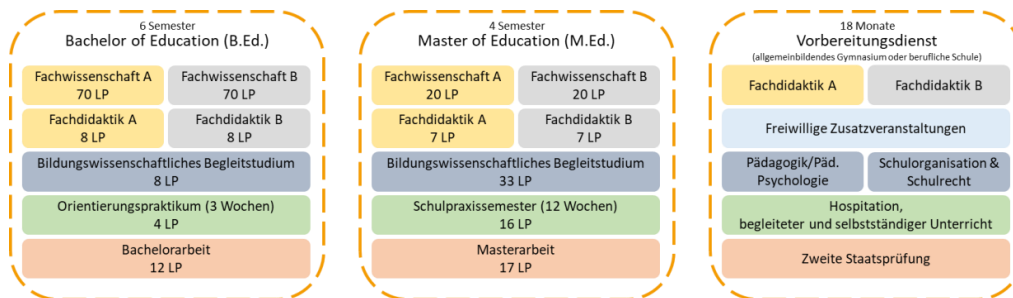 6 Semester
Bachelor of Education (B.Ed.)
Fachwissenschaft A
70 LP
Fachwissenschaft B
70 LP
Fachdidaktik A
8 LP
Fachdidaktik B
8 LP
Bildungswissenschaftliches Begleitstudium
8 LP
Orientierungspraktikum (3 Wochen)
4 LP
Bachelorarbeit
12 LP
4 Semester
Master of Education (M.Ed.)
Fachwissenschaft A
20 LP
Fachwissenschaft B
20 LP
Fachdidaktik A
7 LP
Fachdidaktik B
7 LP
Bildungswissenschaftliches Begleitstudium
33 LP
Schulpraxissemester (12 Wochen)
16 LP
Masterarbeit
17 LP
18 Monate
Vorbereitungsdienst
(allgemeinbildendes Gymnasium oder berufliche Schule)
Fachdidaktik A
Fachdidaktik B
Freiwillige Zusatzveranstaltungen
Pädagogik/Päd.
Psychologie
Schulorganisation &
Schulrecht
Hospitation,
begleiteter und selbstständiger Unterricht
Zweite Staatsprüfung